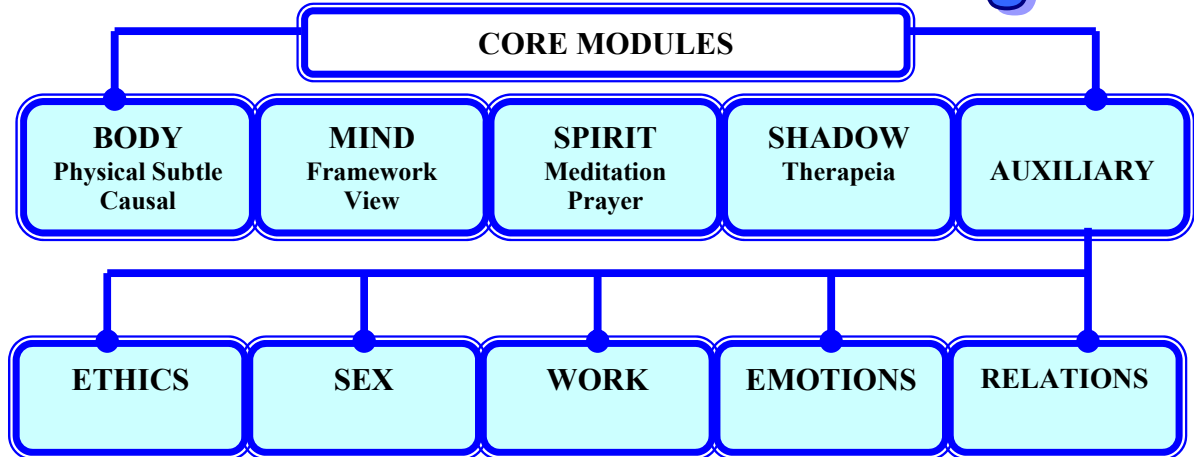 CORE MODULES
BODY
Physical Subtle
Causal
MIND
Framework
View
SPIRIT
Meditation
Prayer
SHADOW
Therapeia
AUXILIARY
ETHICS
SEX
WORK
EMOTIONS
RELATIONS